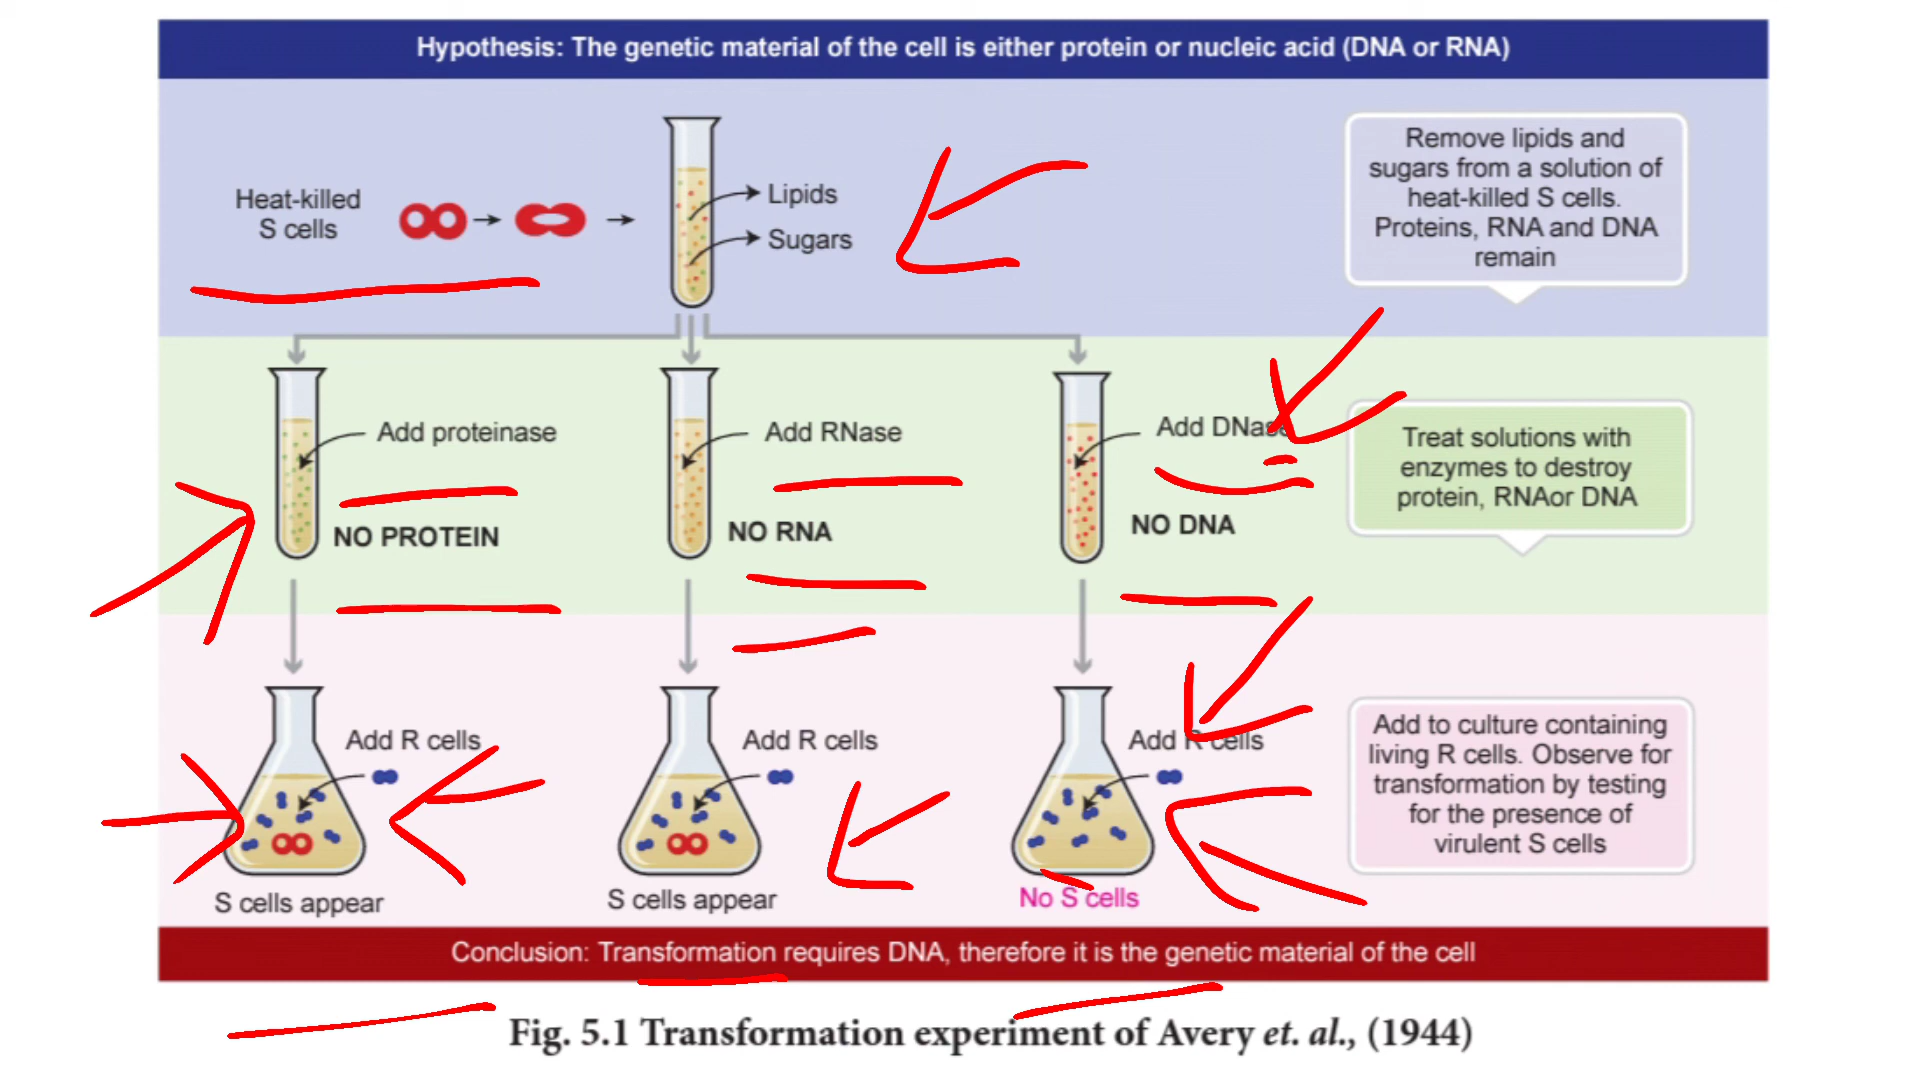 Hypothesis: The genetic material of the cell is either protein or nucleic acid (DNA or RNA)
Heat-killed
S cells
Lipids
Sugars
Remove lipids and
sugars from a solution of
heat-killed S cells.
Proteins, RNA and DNA
remain
Add proteinase
NO PROTEIN
Add RNase
NO RNA
Add DNase
NO DNA
Treat solutions with
enzymes to destroy
protein, RNAor DNA
Add R cells
S cells appear
Add R cells
S cells appear
Add R cells
No S cells
Add to culture containing
living R cells. Observe for
transformation by testing
for the presence of
virulent S cells
Conclusion: Transformation requires DNA, therefore it is the genetic material of the cell
Fig. 5.1 Transformation experiment of Avery et. al., (1944)